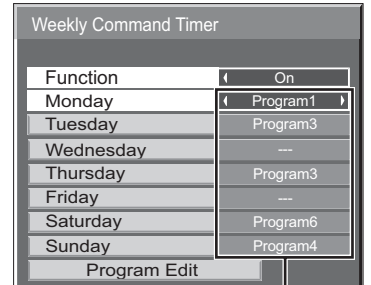 Weekly Command Timer
Function On
Monday Program1
Tuesday Program3
Wednesday ---
Thursday Program3
Friday ---
Saturday Program6
Sunday Program4
Program Edit